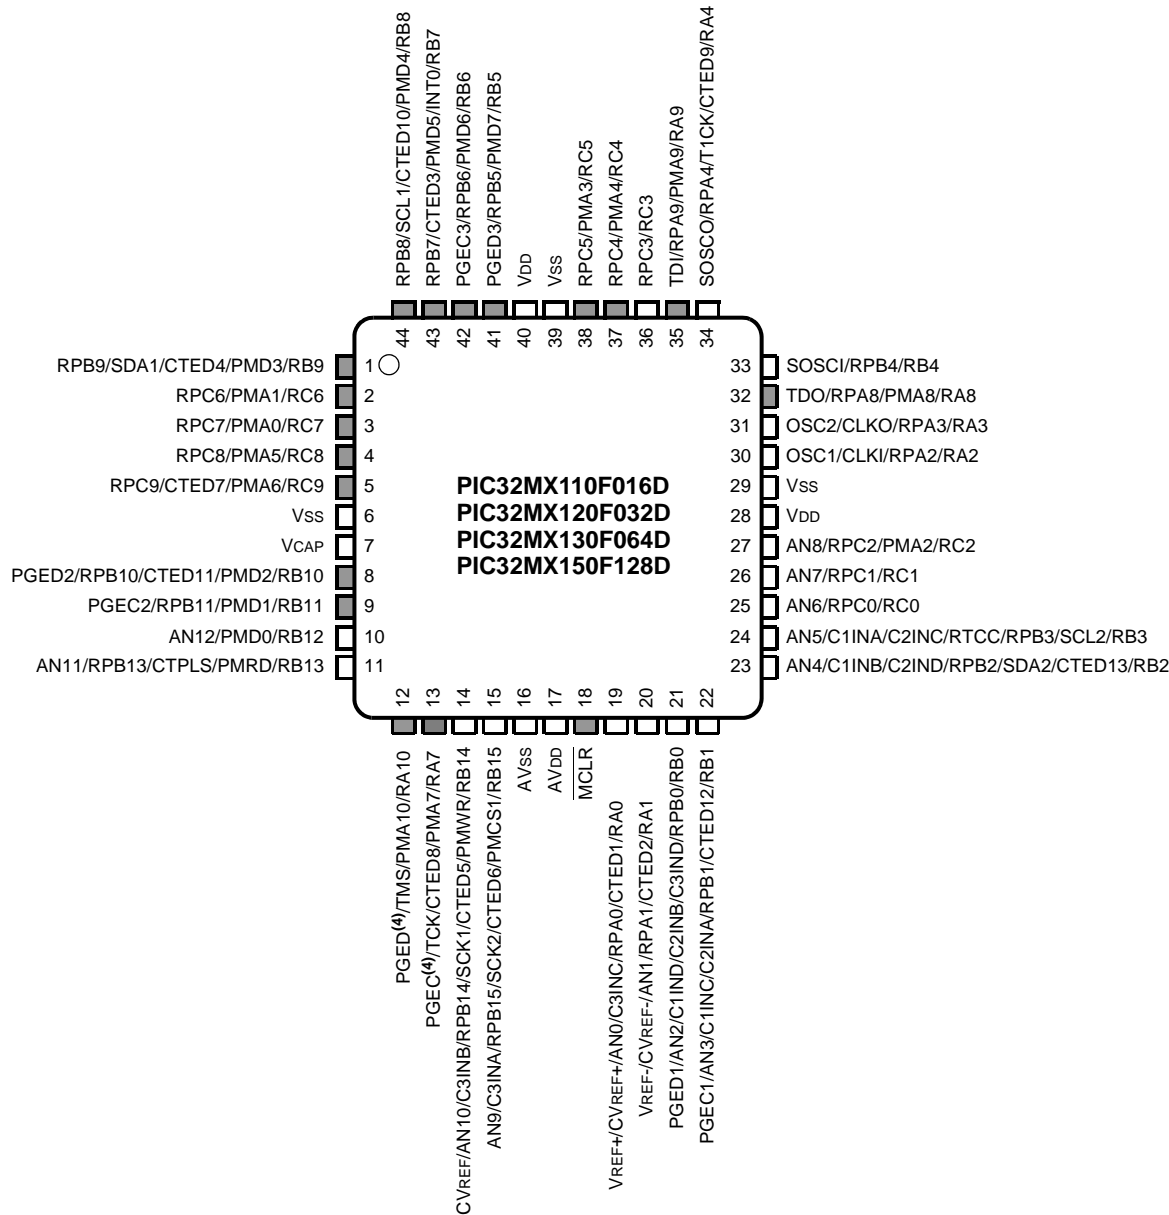 RPB8/SCL1/CTED10/PMD4/RB8
RPB7/CTED3/PMD5/INT0/RB7
PGEC3/RPB6/PMD6/RB6
PGED3/RPB5/PMD7/RB5
VDD
VSS
RPC5/PMA3/RC5
RPC4/PMA4/RC4
RPC3/RC3
TDI/RPA9/PMA9/RA9
SOSCO/RPA4/T1CK/CTED9/RA4
44 43 42 41 40 39 38 37 36 35 34
RPB9/SDA1/CTED4/PMD3/RB9 1
RPC6/PMA1/RC6 2
RPC7/PMA0/RC7 3
RPC8/PMA5/RC8 4
RPC9/CTED7/PMA6/RC9 5
VSS 6
VCAP 7
PGED2/RPB10/CTED11/PMD2/RB10 8
PGEC2/RPB11/PMD1/RB11 9
AN12/PMD0/RB12 10
AN11/RPB13/CTPLS/PMRD/RB13 11
PIC32MX110F016D
PIC32MX120F032D
PIC32MX130F064D
PIC32MX150F128D
33 SOSCI/RPB4/RB4
32 TDO/RPA8/PMA8/RA8
31 OSC2/CLKO/RPA3/RA3
30 OSC1/CLKI/RPA2/RA2
29 VSS
28 VDD
27 AN8/RPC2/PMA2/RC2
26 AN7/RPC1/RC1
25 AN6/RPC0/RC0
24 AN5/C1INA/C2INC/RTCC/RPB3/SCL2/RB3
23 AN4/C1INB/C2IND/RPB2/SDA2/CTED13/RB2
12 13 14 15 16 17 18 19 20 21 22
PGED(4)/TMS/PMA10/RA10
PGEC(4)/TCK/CTED8/PMA7/RA7
CVREF/AN10/C3INB/RPB14/SCK1/CTED5/PMWR/RB14
AN9/C3INA/RPB15/SCK2/CTED6/PMCS1/RB15
AVSS
AVDD
MCLR
VREF+/CVREF+/AN0/C3INC/RPA0/CTED1/RA0
VREF-/CVREF-/AN1/RPA1/CTED2/RA1
PGED1/AN2/C1IND/C2INB/C3IND/RPB0/RB0
PGEC1/AN3/C1INC/C2INA/RPB1/CTED12/RB1